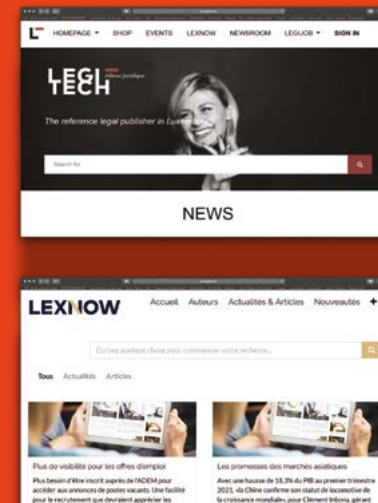 HOMEPAGE SHOP EVENTS LEXNOW NEWSROOM LEGIJOB SIGN IN
LEGI
TECH
The reference legal publisher in Luxembourg
Search for
NEWS
LEXNOW
Accueil Auteurs Actualités & Articles Nouveautés +
Écrivez quelque chose pour commencer votre recherche...
Tous Actualités Articles
Plus de visibilité pour les offres d'emploi
Plus besoin d'être inscrit auprès de l'ADEM pour
accéder aux annonces de postes vacants. Une facilité
pour le recrutement que devraient apprécier les
Les promesses des marchés asiatiques
Avec une hausse de 18,3% du PIB au premier trimestre
2021, «la Chine confirme son statut de locomotive de
la croissance mondiale», pour Clément Inbona, gérant